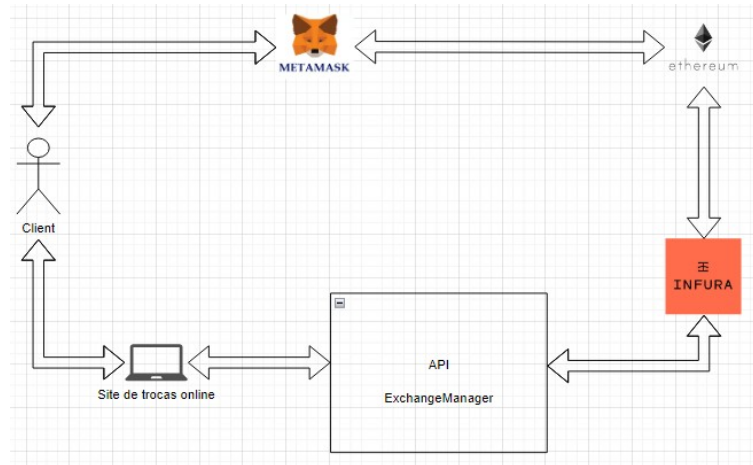 METAMASK
ethereum
Client
INFURA
API
ExchangeManager
Site de trocas online